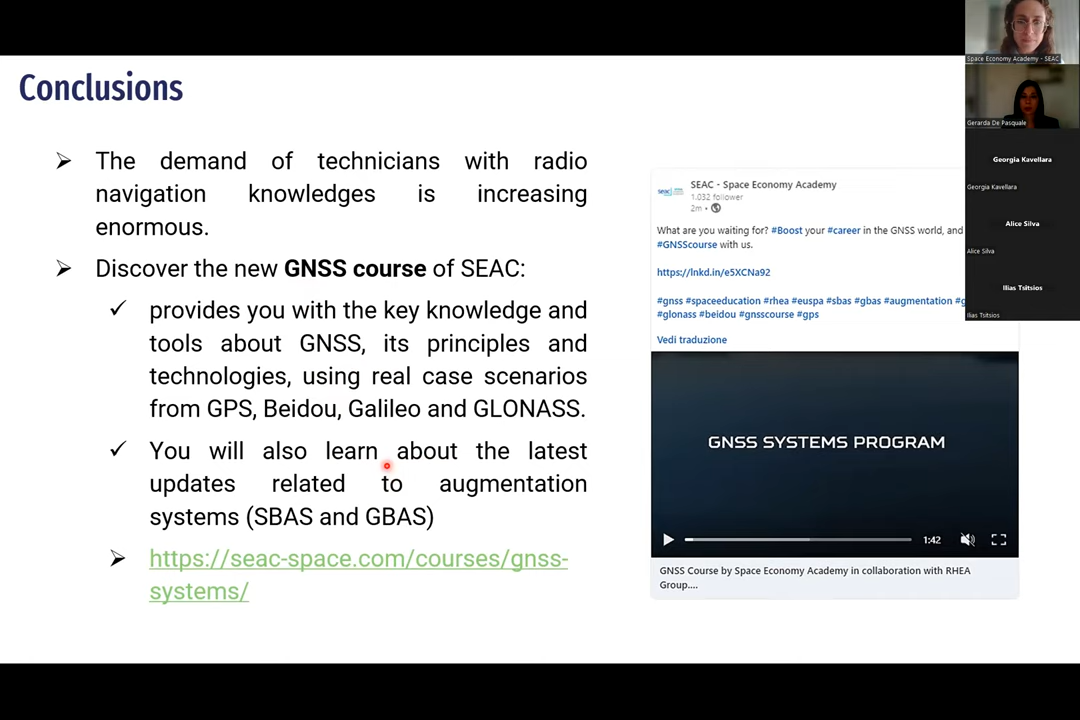 Conclusions
The demand of technicians with radio
navigation knowledges is increasing
enormous.
Discover the new GNSS course of SEAC:
provides you with the key knowledge and
tools about GNSS, its principles and
technologies, using real case scenarios
from GPS, Beidou, Galileo and GLONASS.
You will also learn about the latest
updates related to augmentation
systems (SBAS and GBAS)
https://seac-space.com/courses/gnss-
systems/
seac
SEAC - Space Economy Academy
1.032 follower
2m •
What are you waiting for? #Boost your #career in the GNSS world, and
#GNSScourse with us.
https://lnkd.in/e5XCNa92
#gnss #spaceeducation #rhea #euspa #sbas #gbas #augmentation #g
#glonass #beidou #gnsscourse #gps
Vedi traduzione
GNSS SYSTEMS PROGRAM
1:42
GNSS Course by Space Economy Academy in collaboration with RHEA
Group....
Space Economy Academy - SEAC
Gerarda De Pasquale
Georgia Kavellara
Georgia Kavellara
Alice Silva
Alice Silva
Ilias Tsitsios
Ilias Tsitsios